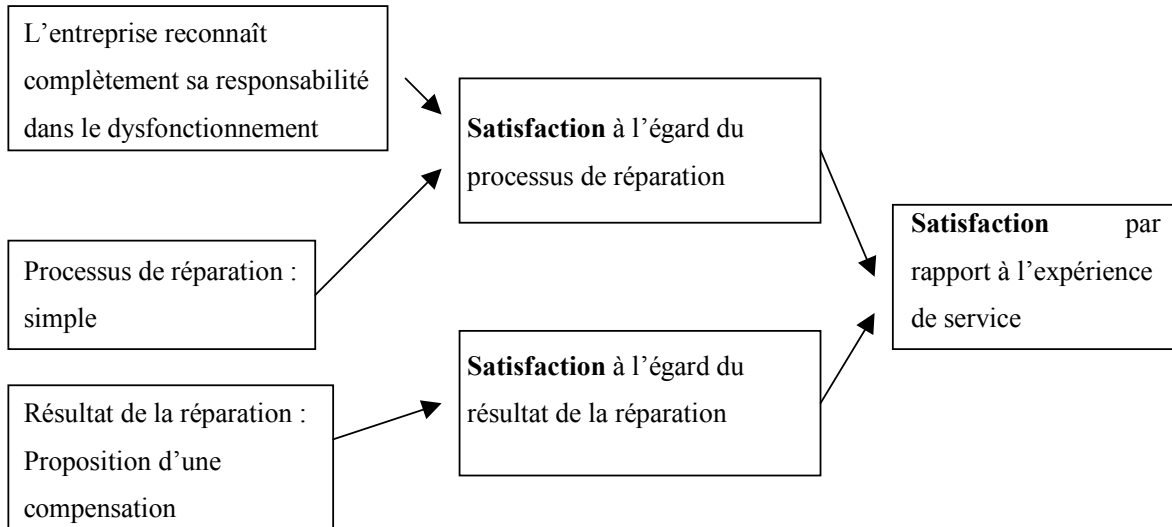 L’entreprise reconnaît
complètement sa responsabilité
dans le dysfonctionnement
Satisfaction à l’égard du
processus de réparation
Satisfaction par
rapport à l’expérience
de service
Processus de réparation :
simple
Satisfaction à l’égard du
résultat de la réparation
Résultat de la réparation :
Proposition d’une
compensation